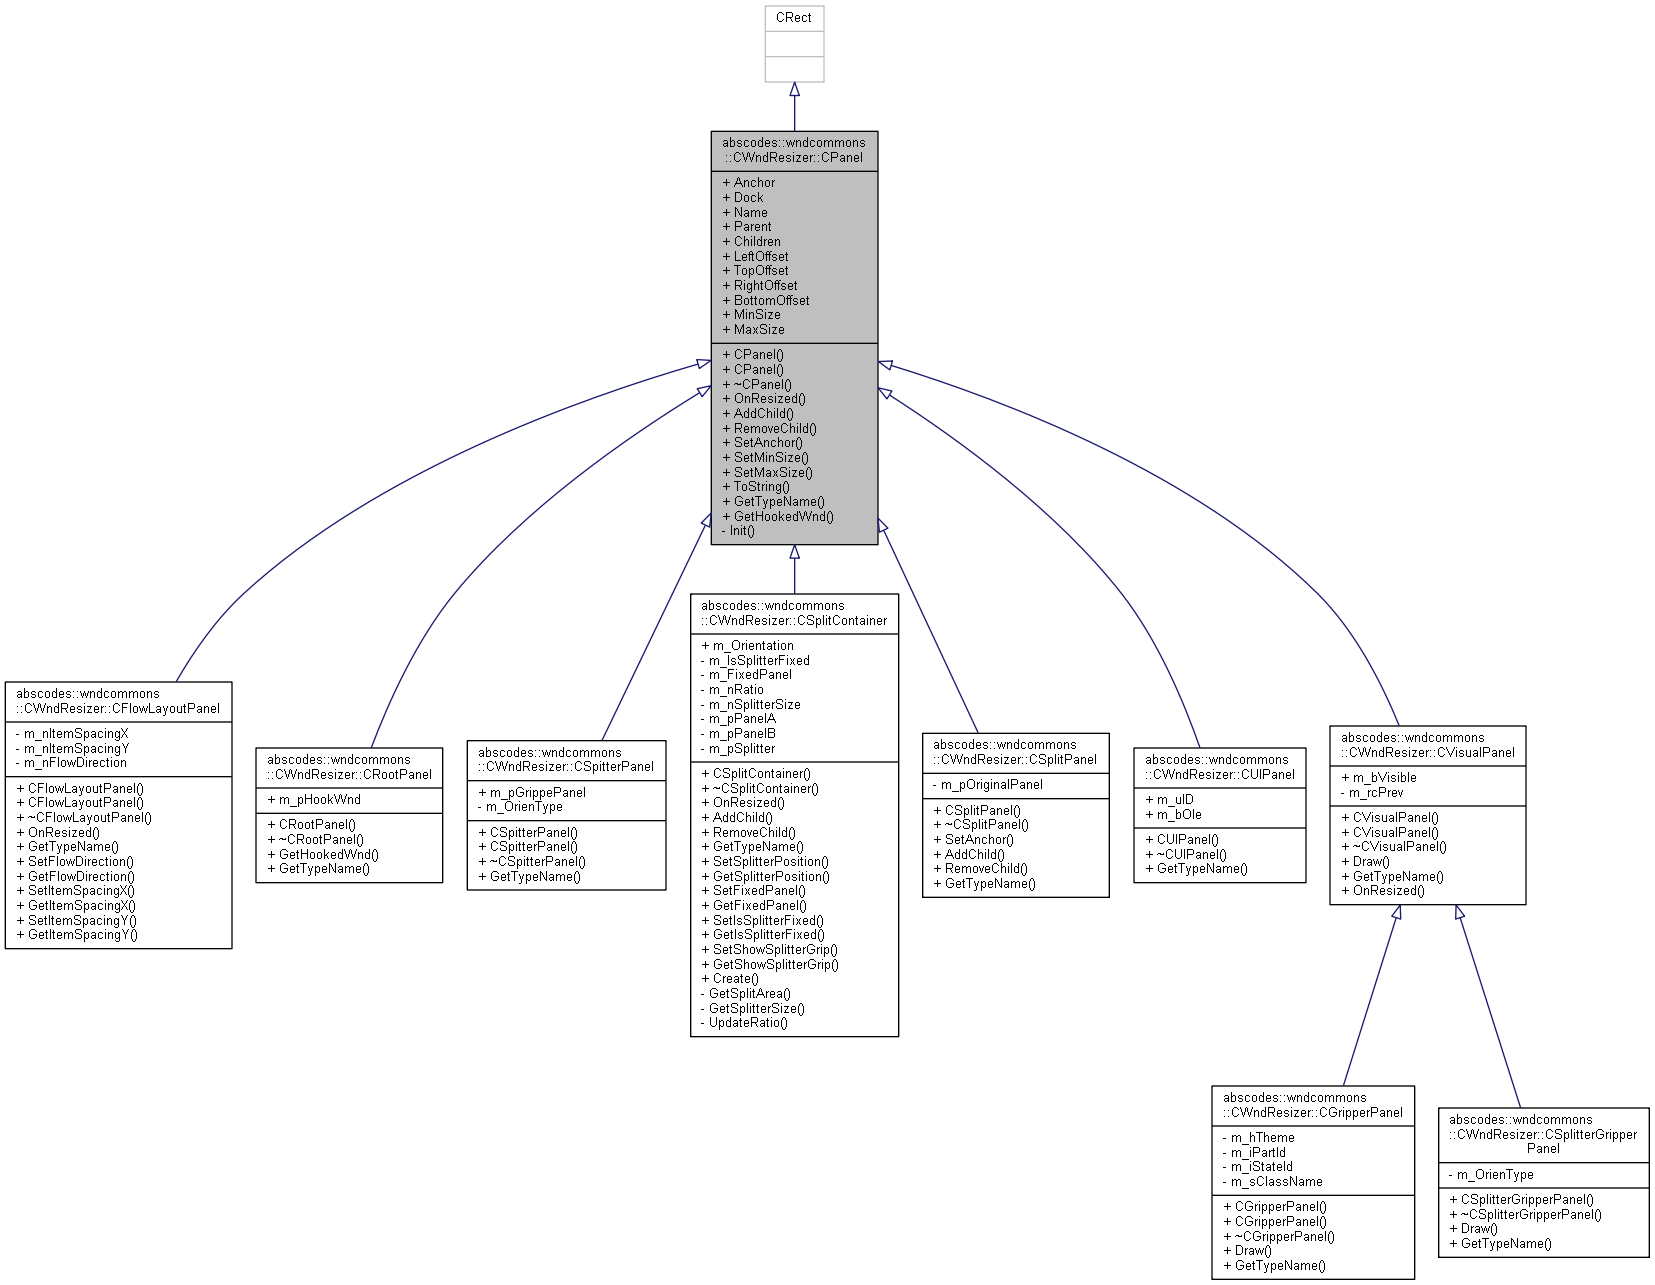 CRect
abscodes::wndcommons
::CWndResizer::CPanel
+ Anchor
+ Dock
+ Name
+ Parent
+ Children
+ LeftOffset
+ TopOffset
+ RightOffset
+ BottomOffset
+ MinSize
+ MaxSize
+ CPanel()
+ CPanel()
+ ~CPanel()
+ OnResized()
+ AddChild()
+ RemoveChild()
+ SetAnchor()
+ SetMinSize()
+ SetMaxSize()
+ ToString()
+ GetTypeName()
+ GetHookedWnd()
- Init()
abscodes::wndcommons
::CWndResizer::CFlowLayoutPanel
- m_nItemSpacingX
- m_nItemSpacingY
- m_nFlowDirection
+ CFlowLayoutPanel()
+ CFlowLayoutPanel()
+ ~CFlowLayoutPanel()
+ OnResized()
+ GetTypeName()
+ SetFlowDirection()
+ GetFlowDirection()
+ SetItemSpacingX()
+ GetItemSpacingX()
+ SetItemSpacingY()
+ GetItemSpacingY()
abscodes::wndcommons
::CWndResizer::CRootPanel
+ m_pHookWnd
+ CRootPanel()
+ ~CRootPanel()
+ GetHookedWnd()
+ GetTypeName()
abscodes::wndcommons
::CWndResizer::CSpitterPanel
+ m_pGrippePanel
- m_OrienType
+ CSpitterPanel()
+ CSpitterPanel()
+ ~CSpitterPanel()
+ GetTypeName()
abscodes::wndcommons
::CWndResizer::CSplitContainer
+ m_Orientation
- m_IsSplitterFixed
- m_FixedPanel
- m_nRatio
- m_nSplitterSize
- m_pPanelA
- m_pPanelB
- m_pSplitter
+ CSplitContainer()
+ ~CSplitContainer()
+ OnResized()
+ AddChild()
+ RemoveChild()
+ GetTypeName()
+ SetSplitterPosition()
+ GetSplitterPosition()
+ SetFixedPanel()
+ GetFixedPanel()
+ SetIsSplitterFixed()
+ GetIsSplitterFixed()
+ SetShowSplitterGrip()
+ GetShowSplitterGrip()
+ Create()
- GetSplitArea()
- GetSplitterSize()
- UpdateRatio()
abscodes::wndcommons
::CWndResizer::CSplitPanel
- m_pOriginalPanel
+ CSplitPanel()
+ ~CSplitPanel()
+ SetAnchor()
+ AddChild()
+ RemoveChild()
+ GetTypeName()
abscodes::wndcommons
::CWndResizer::CUIPanel
+ m_uID
+ m_bOle
+ CUIPanel()
+ ~CUIPanel()
+ GetTypeName()
abscodes::wndcommons
::CWndResizer::CVisualPanel
+ m_bVisible
- m_rcPrev
+ CVisualPanel()
+ CVisualPanel()
+ ~CVisualPanel()
+ Draw()
+ GetTypeName()
+ OnResized()
abscodes::wndcommons
::CWndResizer::CGripperPanel
- m_hTheme
- m_iPartId
- m_iStateId
- m_sClassName
+ CGripperPanel()
+ CGripperPanel()
+ ~CGripperPanel()
+ Draw()
+ GetTypeName()
abscodes::wndcommons
::CWndResizer::CSplitterGripper
Panel
- m_OrienType
+ CSplitterGripperPanel()
+ ~CSplitterGripperPanel()
+ Draw()
+ GetTypeName()